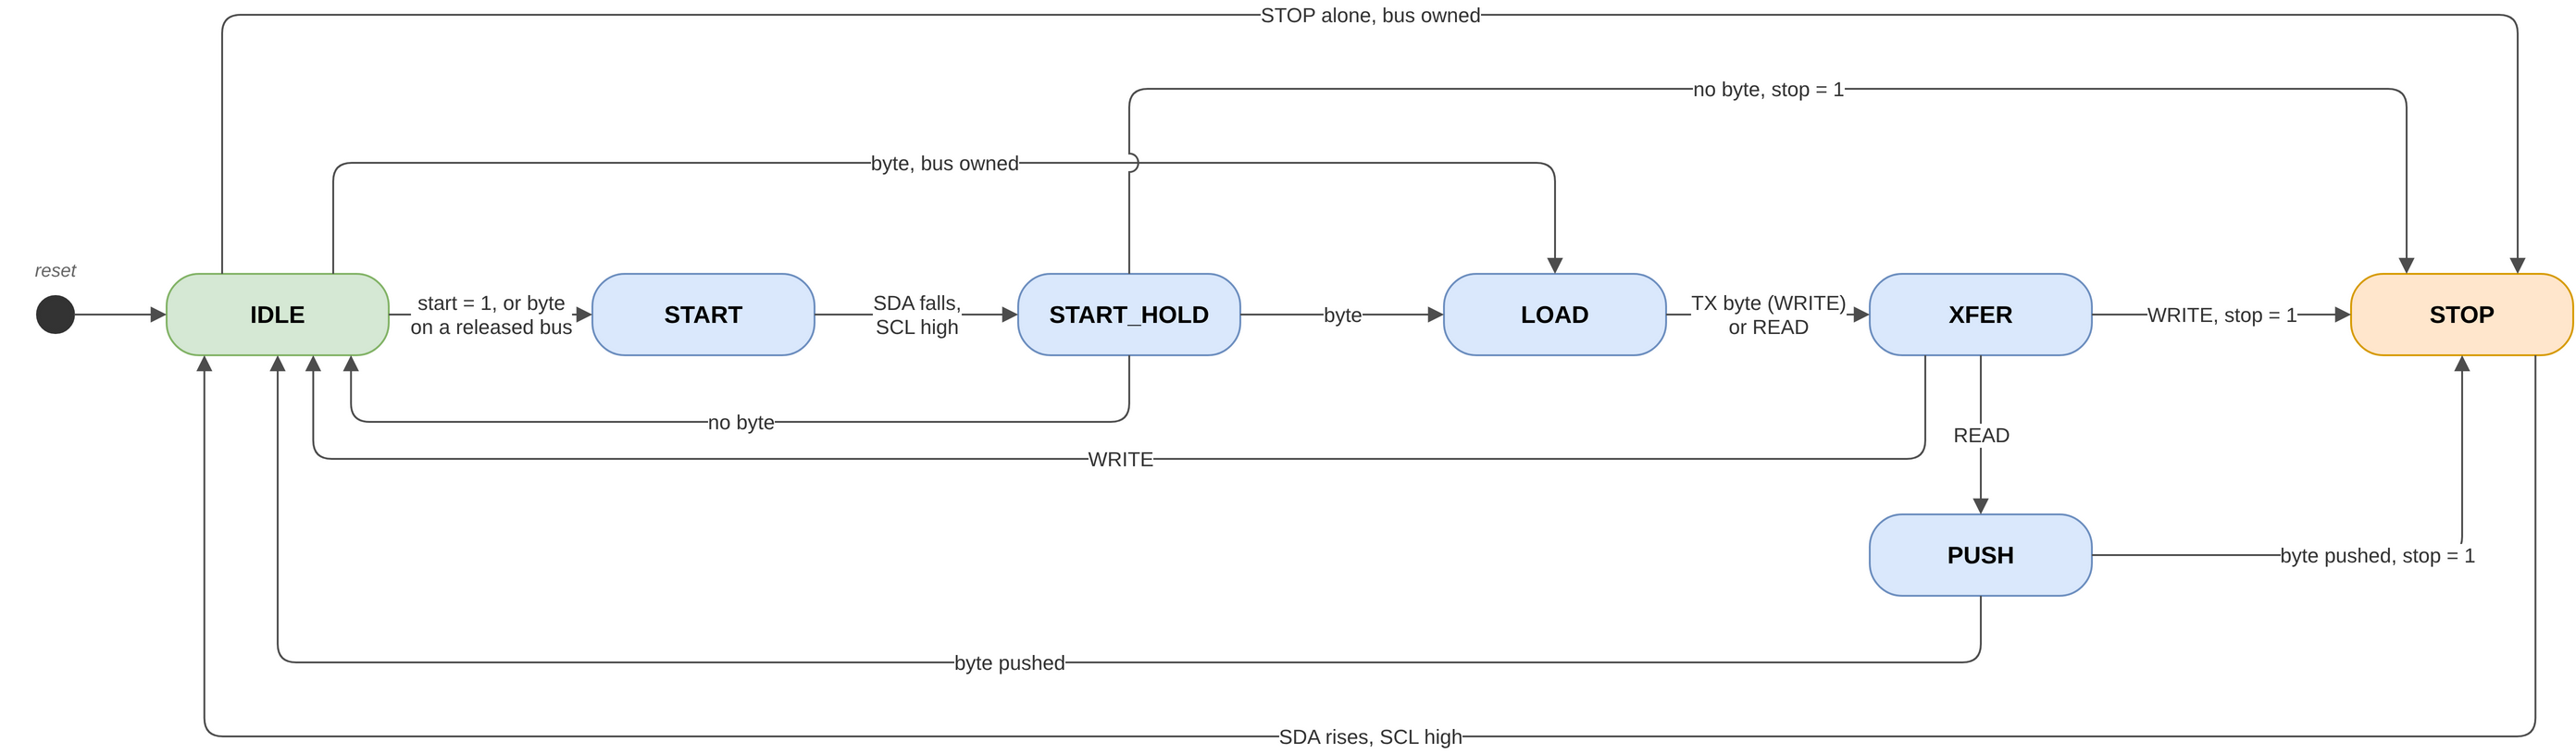 STOP alone, bus owned
no byte, stop = 1
byte, bus owned
reset
IDLE
start = 1, or byte
on a released bus
START
SDA falls,
SCL high
START_HOLD
byte
LOAD
TX byte (WRITE)
or READ
XFER
WRITE, stop = 1
STOP
no byte
WRITE
READ
PUSH
byte pushed, stop = 1
byte pushed
SDA rises, SCL high